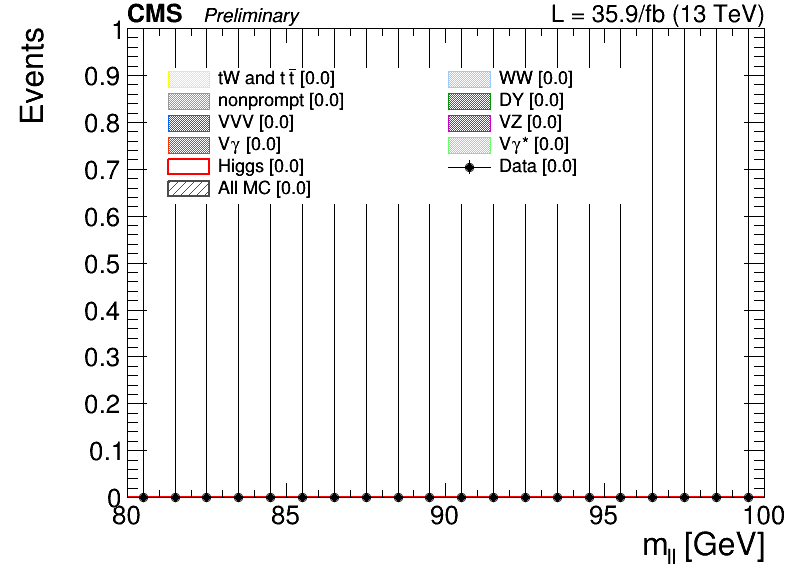 CMS Preliminary L = 35.9/fb (13 TeV)
Events
1
0.9
0.8
0.7
0.6
0.5
0.4
0.3
0.2
0.1
0
tW and t t̅ [0.0] WW [0.0]
nonprompt [0.0] DY [0.0]
VVV [0.0] VZ [0.0]
Vγ [0.0] Vγ* [0.0]
Higgs [0.0] Data [0.0]
All MC [0.0]
80 85 90 95 100
m_ll [GeV]